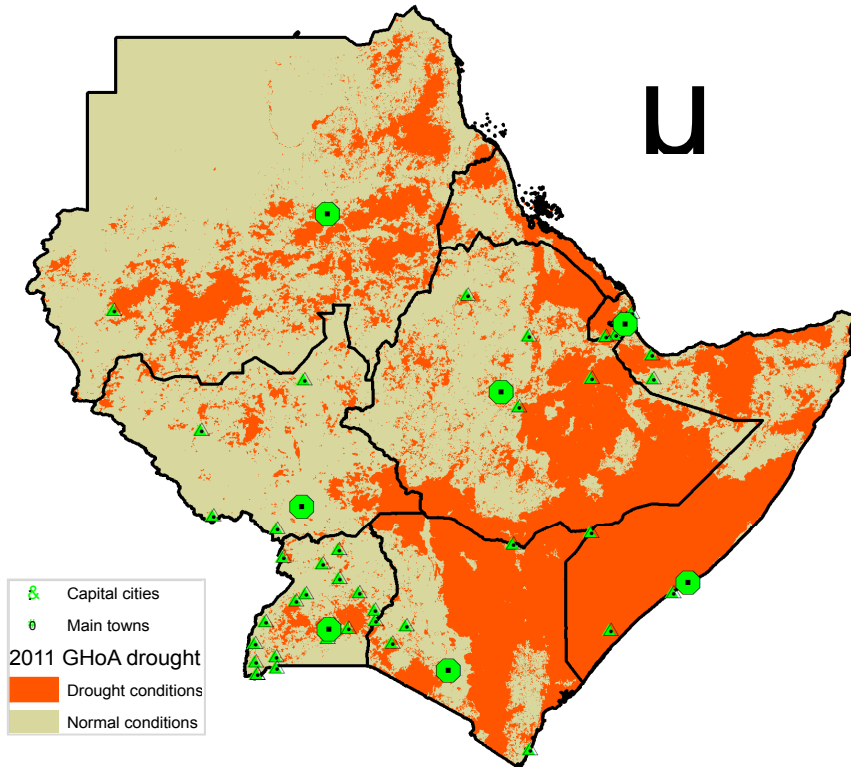 u
& Capital cities
# Main towns
2011 GHoA drought
Drought conditions
Normal conditions